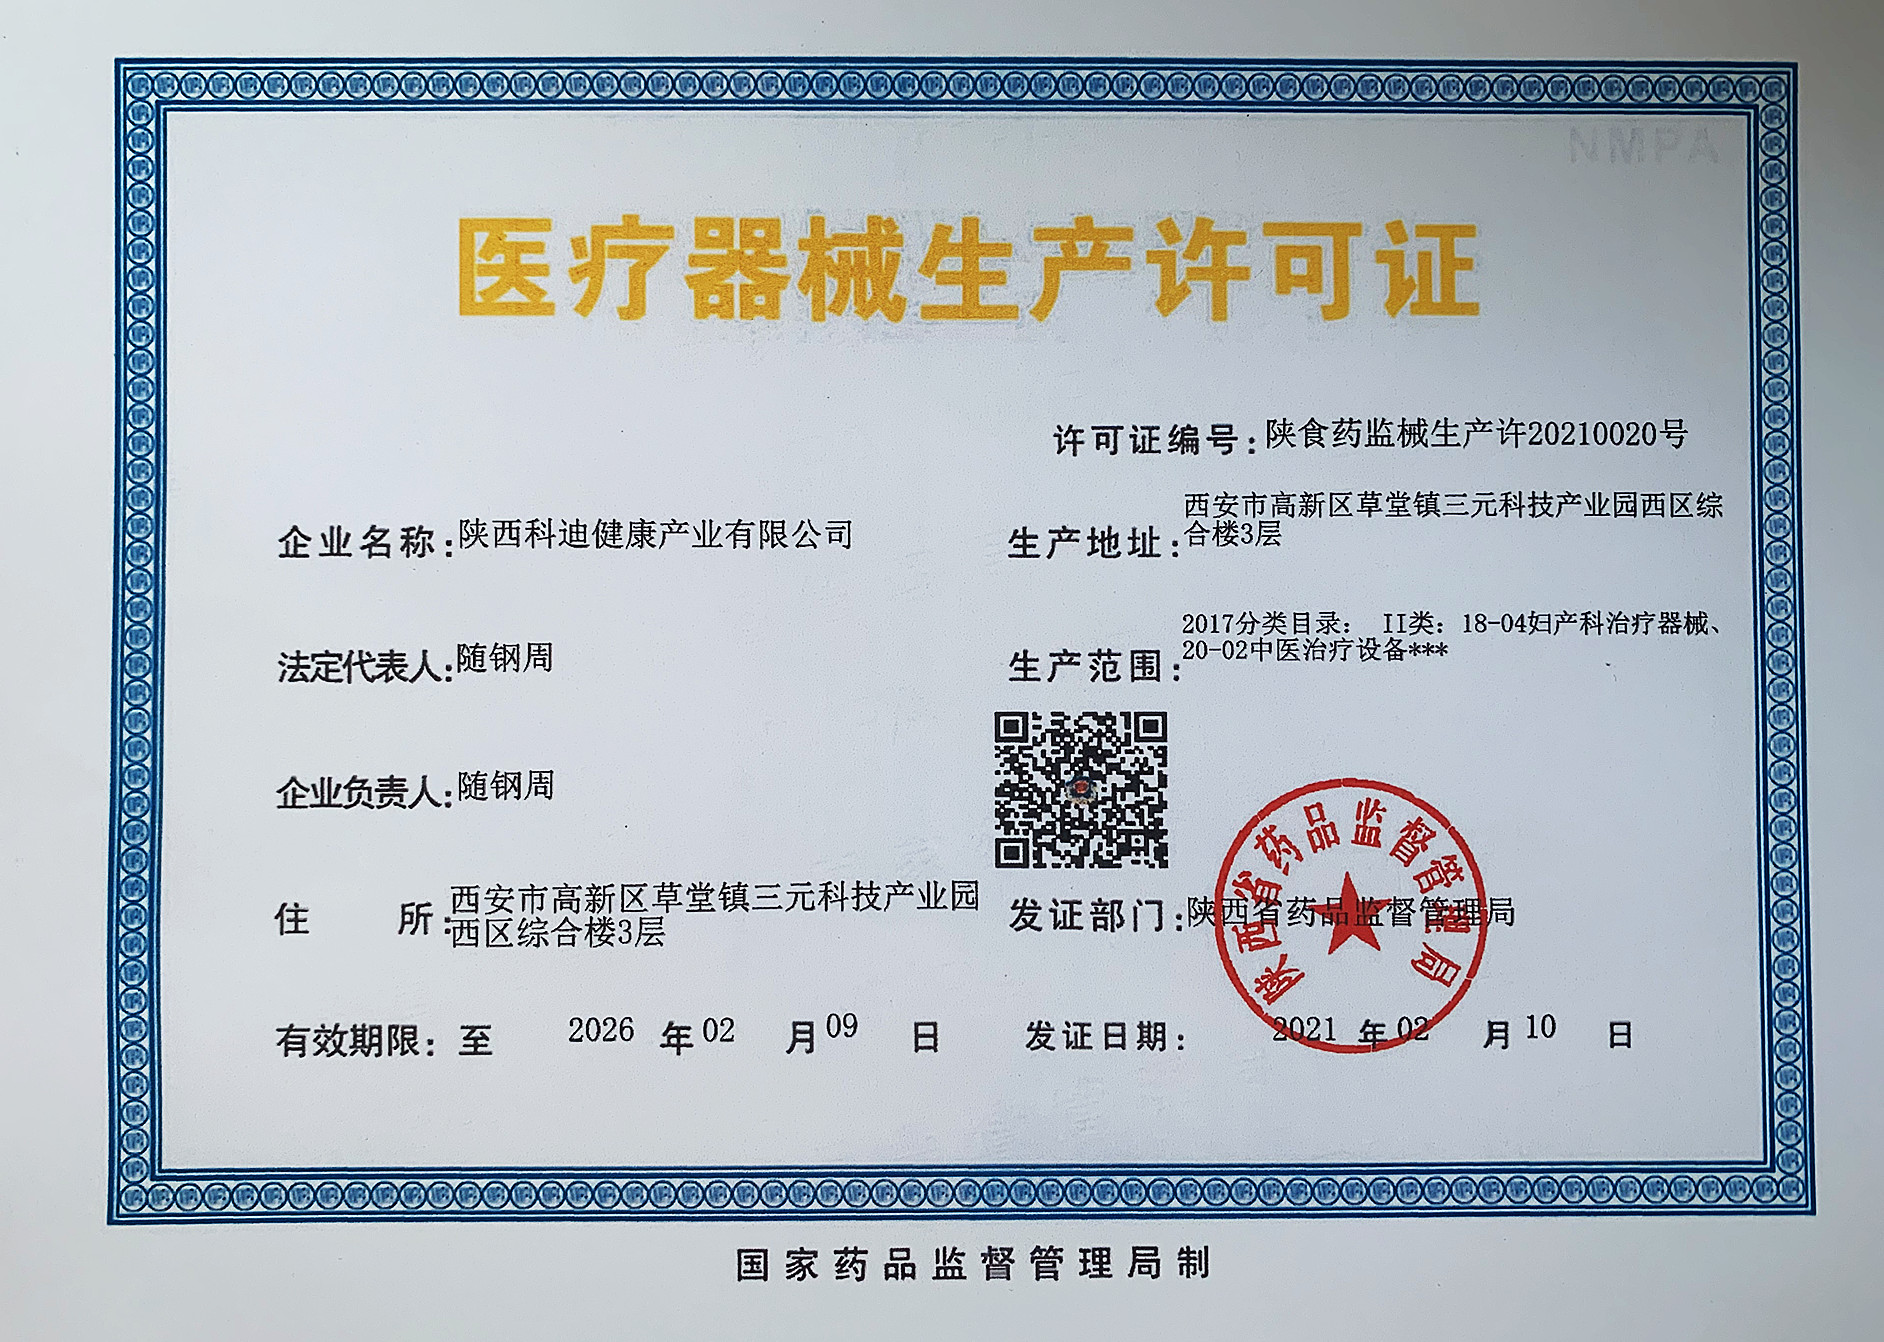 NMPA
医疗器械生产许可证
许可证编号:陕食药监械生产许20210020号
企业名称:陕西科迪健康产业有限公司
生产地址:西安市高新区草堂镇三元科技产业园西区综
合楼3层
法定代表人:随钢周
生产范围:2017分类目录: II类: 18-04妇产科治疗器械、
20-02中医治疗设备***
企业负责人:随钢周
住 所:西安市高新区草堂镇三元科技产业园
西区综合楼3层
发证部门:陕西省药品监督管理局
陕西省药品监督管理局
有效期限: 至 2026 年 02 月 09 日
发证日期: 2021 年 02 月 10 日
国家药品监督管理局制